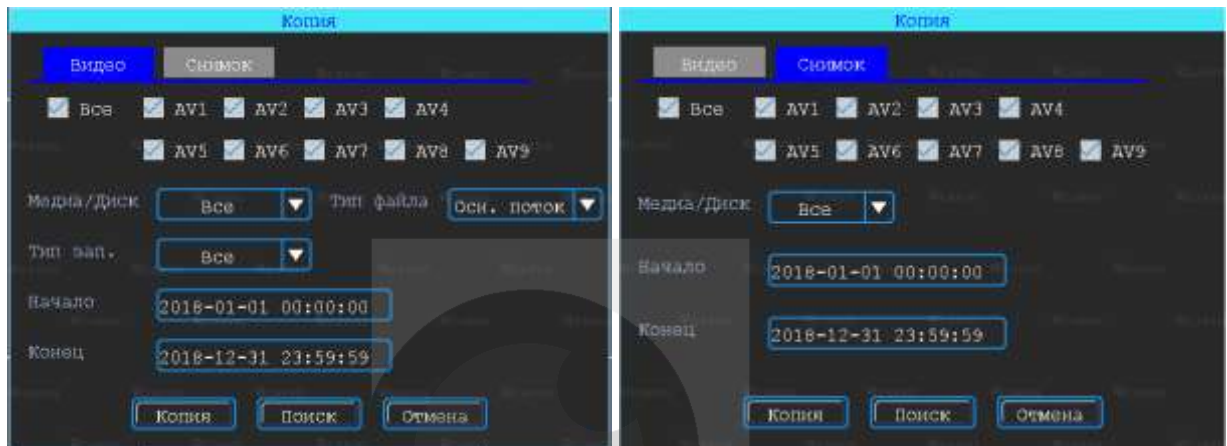 Копия
Видео Снимок
Все AV1 AV2 AV3 AV4
AV5 AV6 AV7 AV8 AV9
Медиа/Диск Все Тип файла Осн. поток
Тип зап. Все
Начало 2018-01-01 00:00:00
Конец 2018-12-31 23:59:59
Копия Поиск Отмена
Копия
Видео Снимок
Все AV1 AV2 AV3 AV4
AV5 AV6 AV7 AV8 AV9
Медиа/Диск Все
Начало 2018-01-01 00:00:00
Конец 2018-12-31 23:59:59
Копия Поиск Отмена